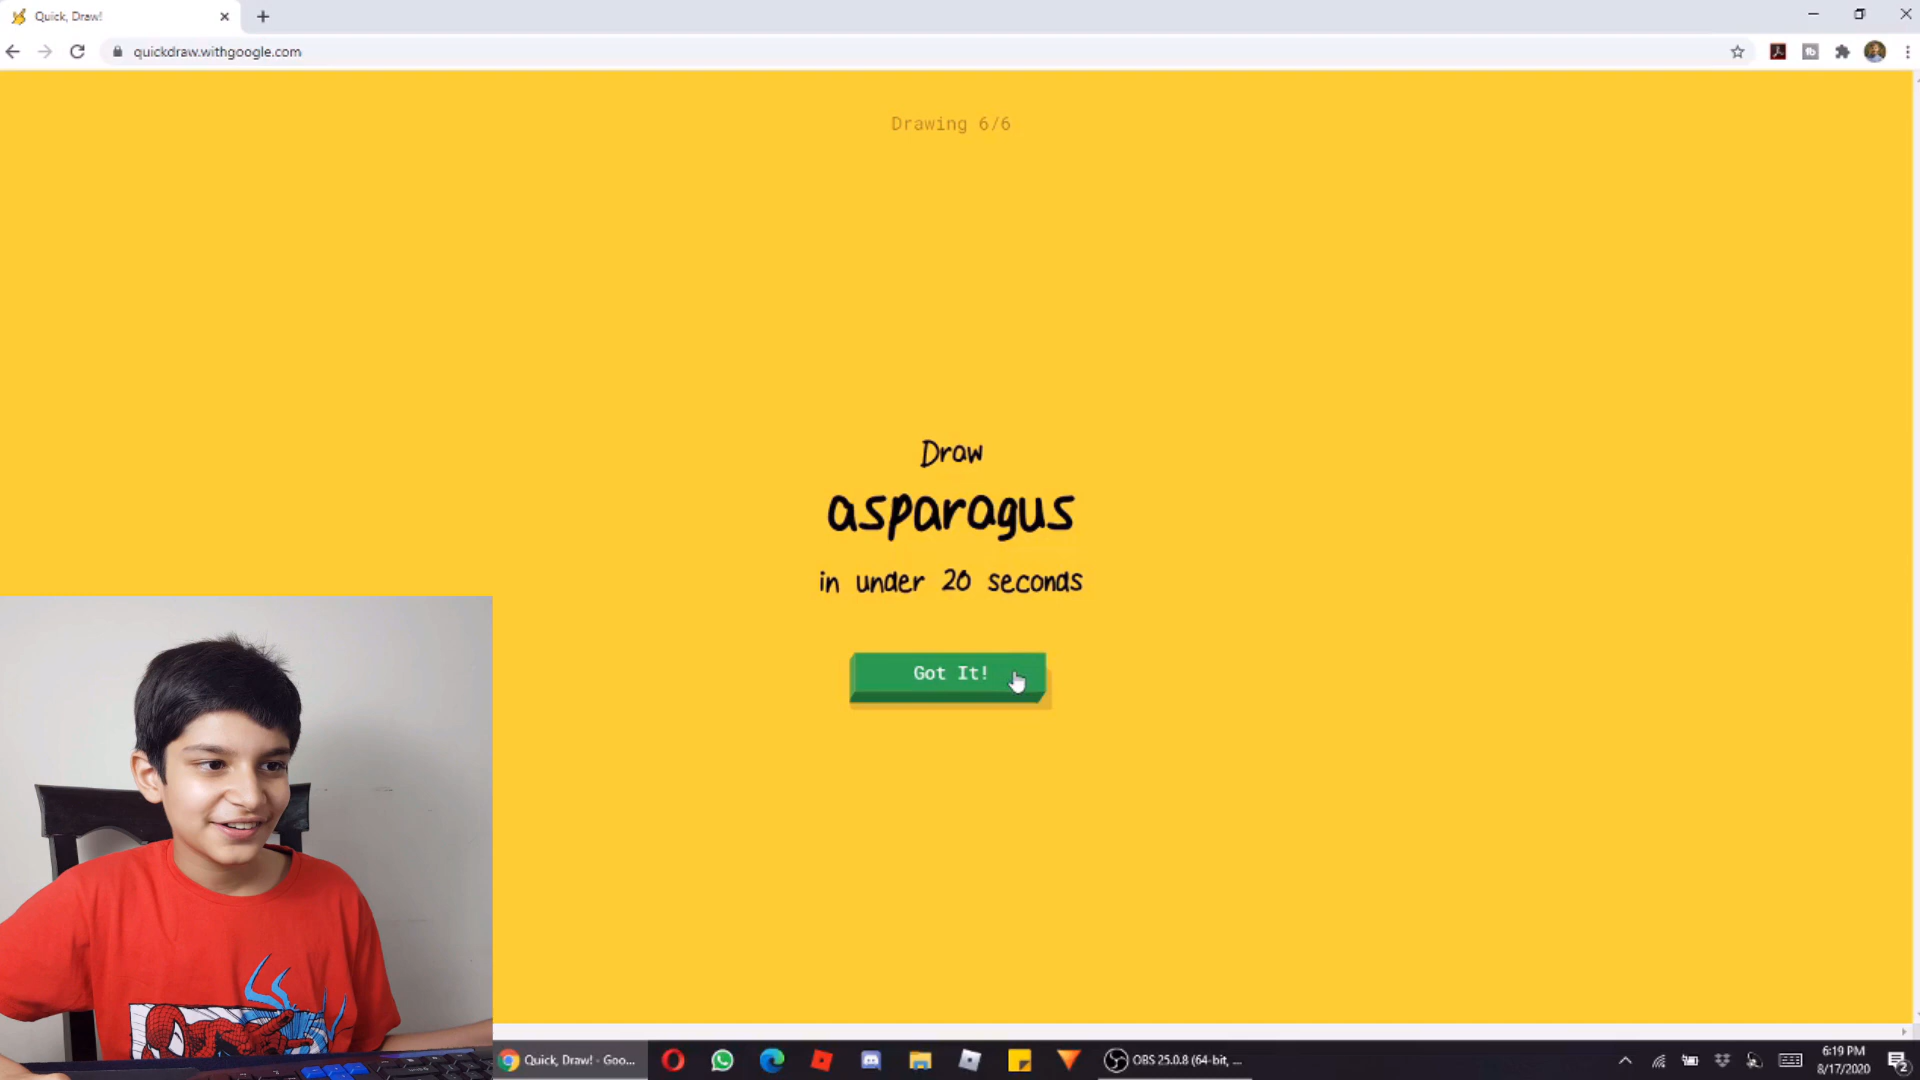 Quick, Draw!
quickdraw.withgoogle.com
Drawing 6/6
Draw
asparagus
in under 20 seconds
Got It!
Quick, Draw! - Goo...
OBS 25.0.8 (64-bit, ...
6:19 PM
8/17/2020
2